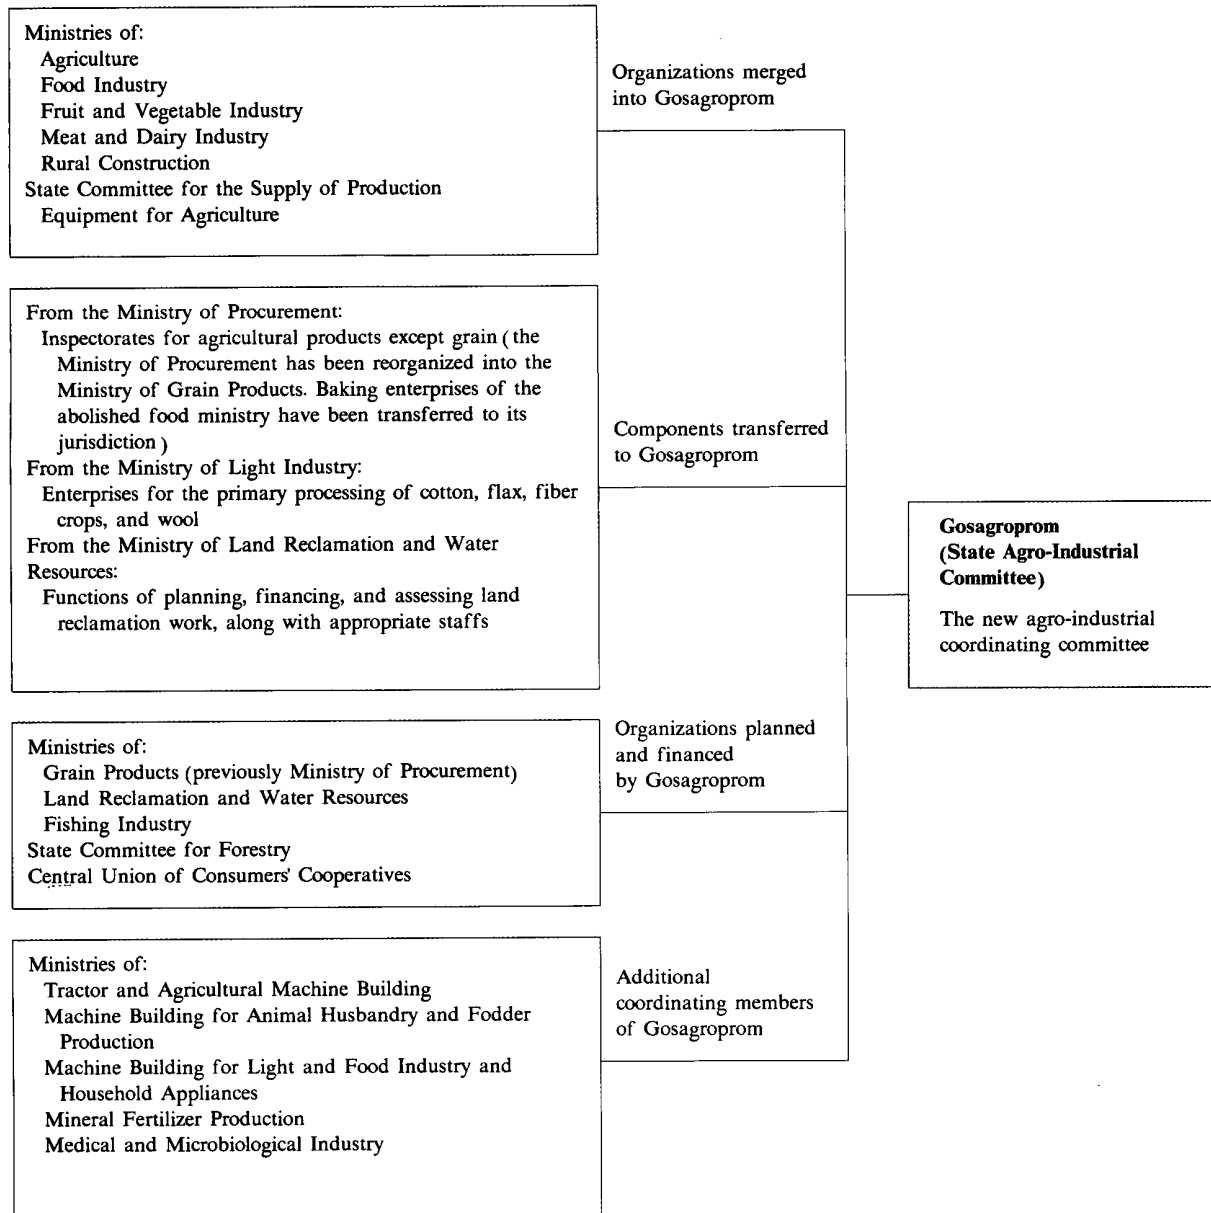 Ministries of:
Agriculture
Food Industry
Fruit and Vegetable Industry
Meat and Dairy Industry
Rural Construction
State Committee for the Supply of Production
Equipment for Agriculture
Organizations merged
into Gosagroprom
From the Ministry of Procurement:
Inspectorates for agricultural products except grain (the
Ministry of Procurement has been reorganized into the
Ministry of Grain Products. Baking enterprises of the
abolished food ministry have been transferred to its
jurisdiction)
From the Ministry of Light Industry:
Enterprises for the primary processing of cotton, flax, fiber
crops, and wool
From the Ministry of Land Reclamation and Water
Resources:
Functions of planning, financing, and assessing land
reclamation work, along with appropriate staffs
Components transferred
to Gosagroprom
Ministries of:
Grain Products (previously Ministry of Procurement)
Land Reclamation and Water Resources
Fishing Industry
State Committee for Forestry
Central Union of Consumers' Cooperatives
Organizations planned
and financed
by Gosagroprom
Ministries of:
Tractor and Agricultural Machine Building
Machine Building for Animal Husbandry and Fodder
Production
Machine Building for Light and Food Industry and
Household Appliances
Mineral Fertilizer Production
Medical and Microbiological Industry
Additional
coordinating members
of Gosagroprom
Gosagroprom
(State Agro-Industrial
Committee)
The new agro-industrial
coordinating committee